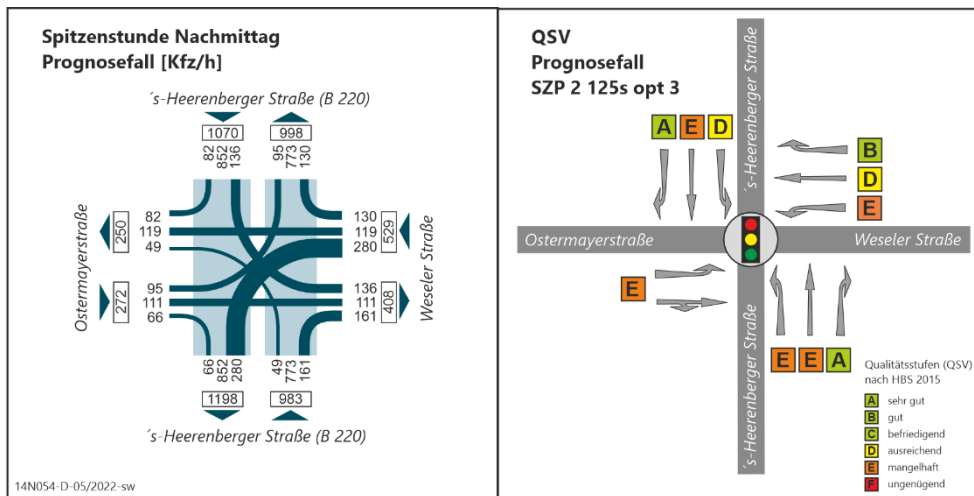 Spitzenstunde Nachmittag
Prognosefall [Kfz/h]
´s-Heerenberger Straße (B 220)
1070
998
82
852
136
95
773
130
Ostermayerstraße
250
272
82
119
49
95
111
66
130
119
280
136
111
161
529
408
Weseler Straße
66
852
280
49
773
161
1198
983
´s-Heerenberger Straße (B 220)
14N054-D-05/2022-sw
QSV
Prognosefall
SZP 2 125s opt 3
´s-Heerenberger Straße
A E D
B
D
E
Ostermayerstraße
Weseler Straße
E
´s-Heerenberger Straße
E E A
Qualitätsstufen (QSV)
nach HBS 2015
A sehr gut
B gut
C befriedigend
D ausreichend
E mangelhaft
F ungenügend